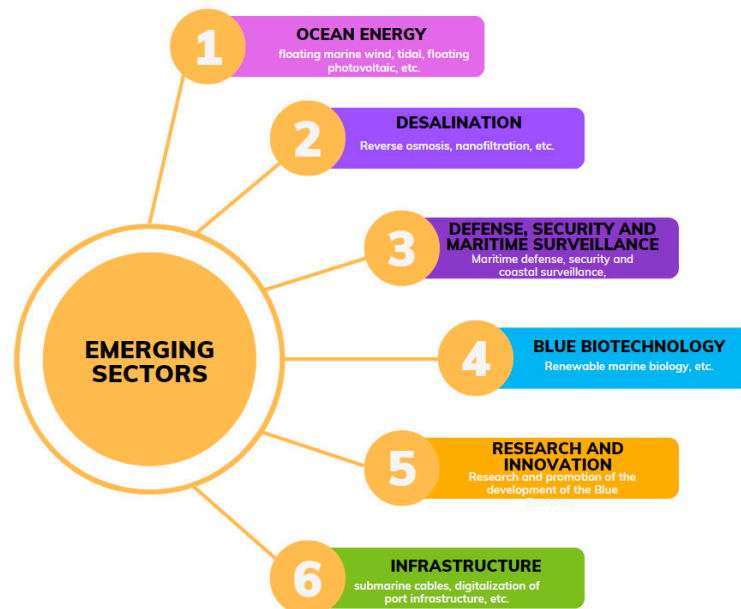 EMERGING
SECTORS
1
OCEAN ENERGY
floating marine wind, tidal, floating
photovoltaic, etc.
2
DESALINATION
Reverse osmosis, nanofiltration, etc.
3
DEFENSE, SECURITY AND
MARITIME SURVEILLANCE
Maritime defense, security and
coastal surveillance,
4
BLUE BIOTECHNOLOGY
Renewable marine biology, etc.
5
RESEARCH AND
INNOVATION
Research and promotion of the
development of the Blue
6
INFRASTRUCTURE
submarine cables, digitalization of
port infrastructure, etc.